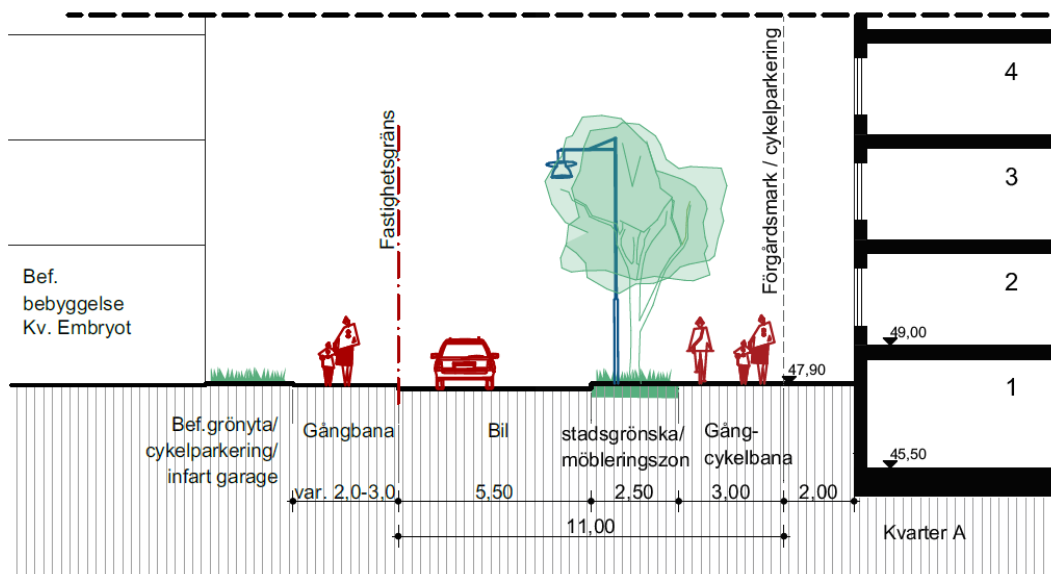 4
3
2
1
Fastighetsgräns
Förgårdsmark / cykelparkering
Bef.
bebyggelse
Kv. Embryot
49,00
47,90
45,50
Bef.grönyta/
cykelparkering/
infart garage
Gångbana
Bil
stadsgrönska/
möbleringszon
Gång-
cykelbana
var. 2,0-3,0
5,50
2,50
3,00
2,00
11,00
Kvarter A